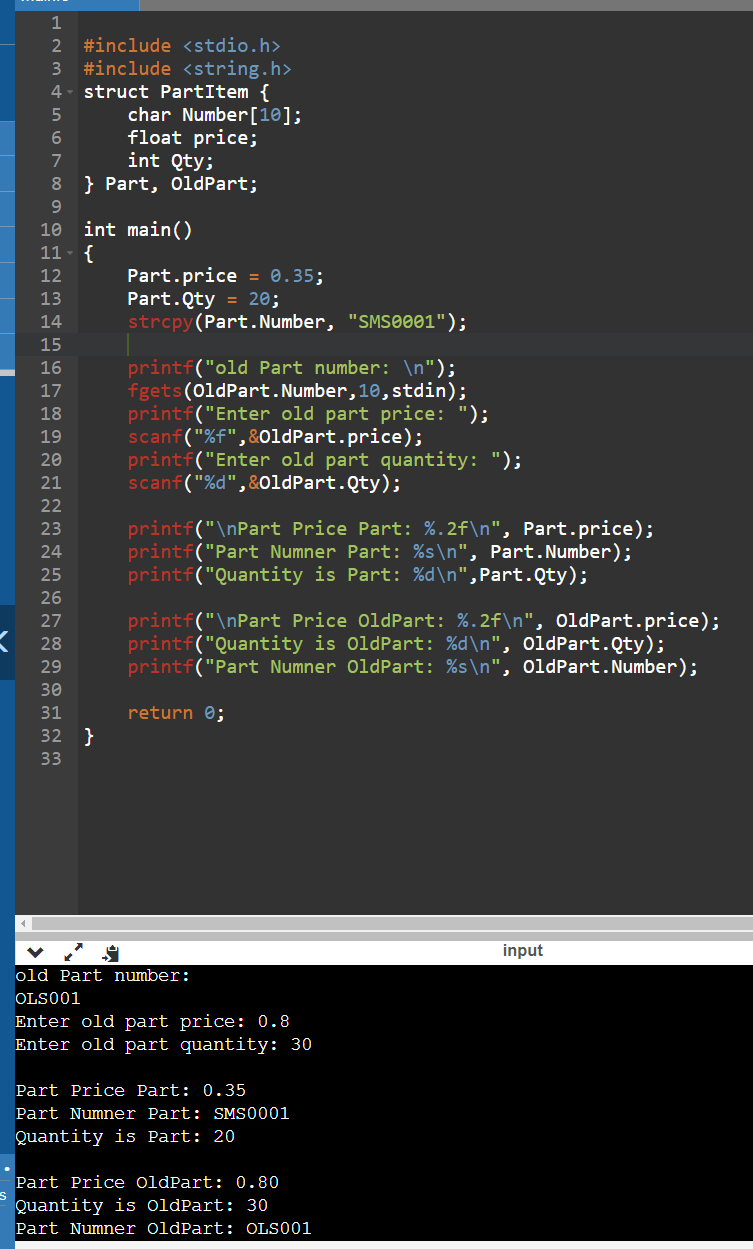 1
2 #include <stdio.h>
3 #include <string.h>
4 struct PartItem {
5 char Number[10];
6 float price;
7 int Qty;
8 } Part, OldPart;
9
10 int main()
11 {
12 Part.price = 0.35;
13 Part.Qty = 20;
14 strcpy(Part.Number, "SMS0001");
15
16 printf("old Part number: \n");
17 fgets(OldPart.Number,10,stdin);
18 printf("Enter old part price: ");
19 scanf("%f",&OldPart.price);
20 printf("Enter old part quantity: ");
21 scanf("%d",&OldPart.Qty);
22
23 printf("\nPart Price Part: %.2f\n", Part.price);
24 printf("Part Numner Part: %s\n", Part.Number);
25 printf("Quantity is Part: %d\n",Part.Qty);
26
27 printf("\nPart Price OldPart: %.2f\n", OldPart.price);
28 printf("Quantity is OldPart: %d\n", OldPart.Qty);
29 printf("Part Numner OldPart: %s\n", OldPart.Number);
30
31 return 0;
32 }
33
input
old Part number:
OLS001
Enter old part price: 0.8
Enter old part quantity: 30
Part Price Part: 0.35
Part Numner Part: SMS0001
Quantity is Part: 20
Part Price OldPart: 0.80
Quantity is OldPart: 30
Part Numner OldPart: OLS001